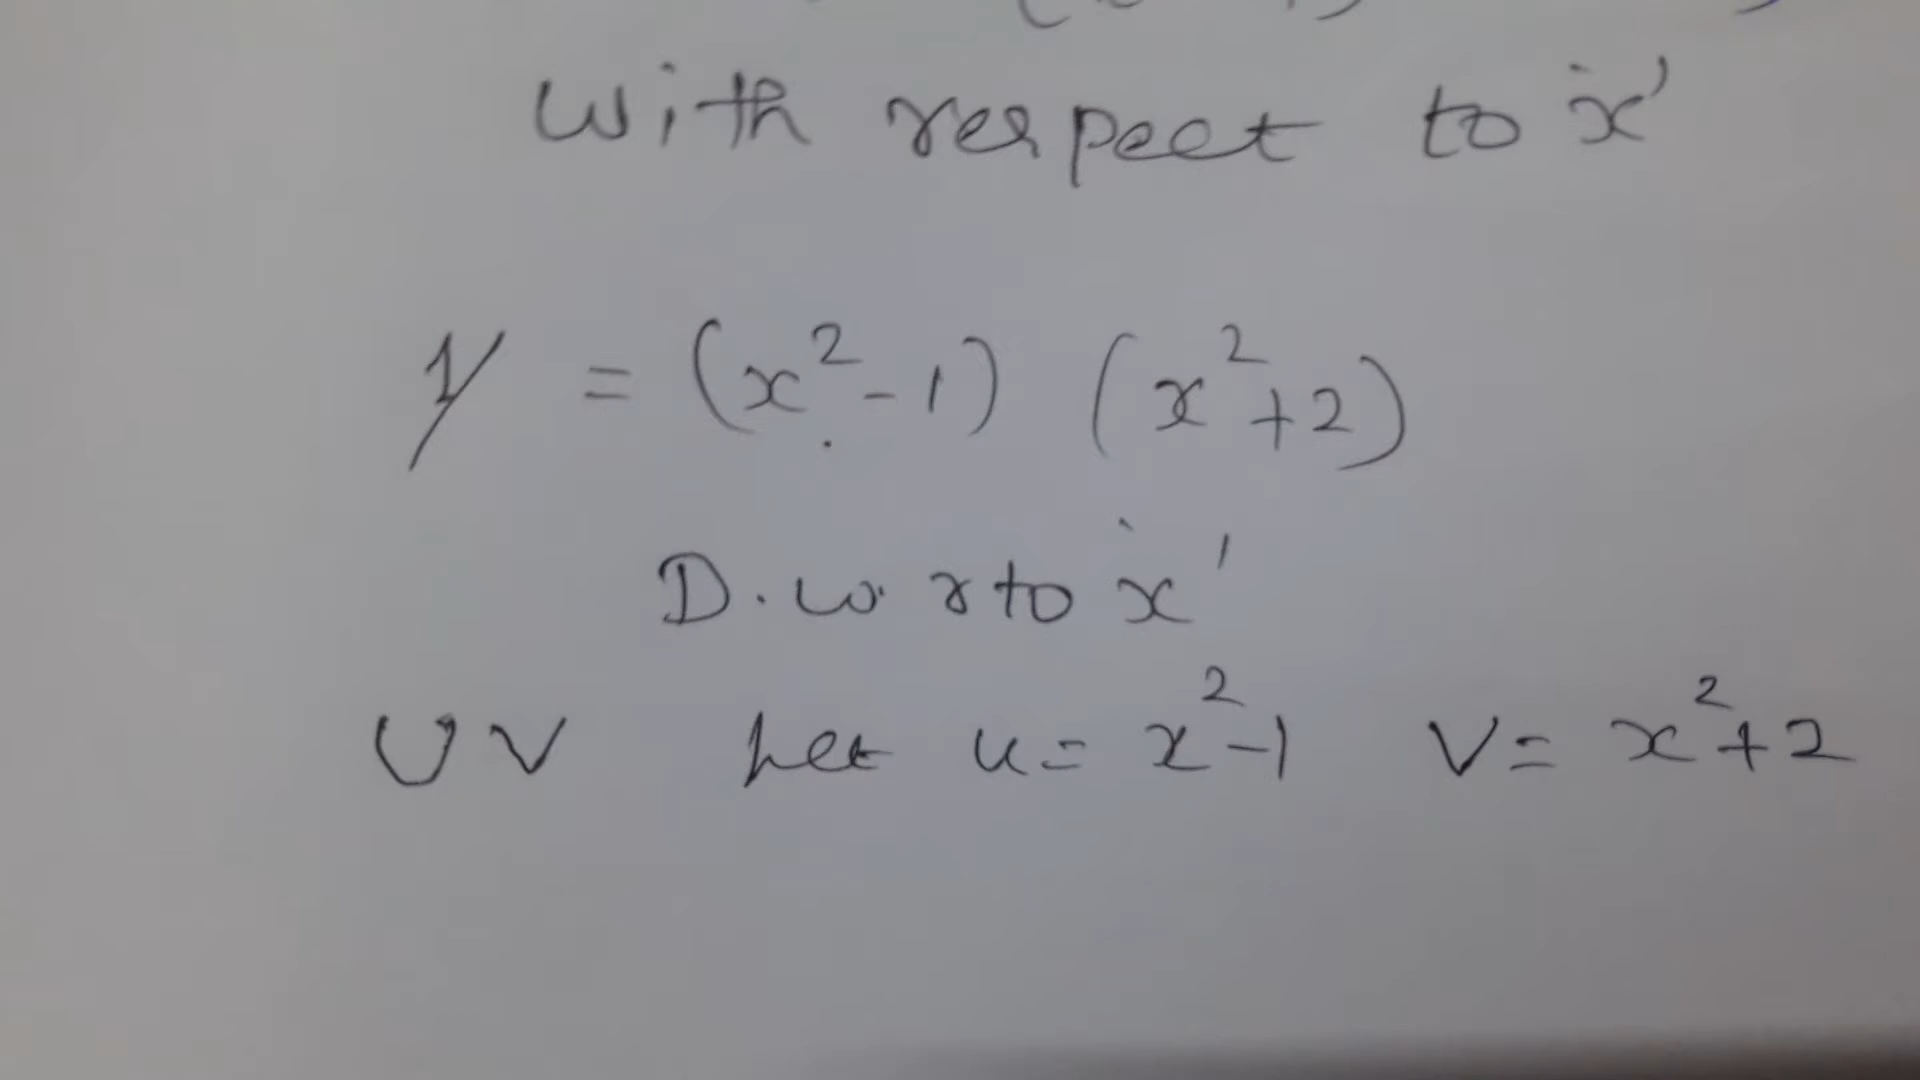 with respect to 'x'
y = (x²-1) (x²+2)
D. w. r to 'x'
UV let u = x²-1 V = x²+2